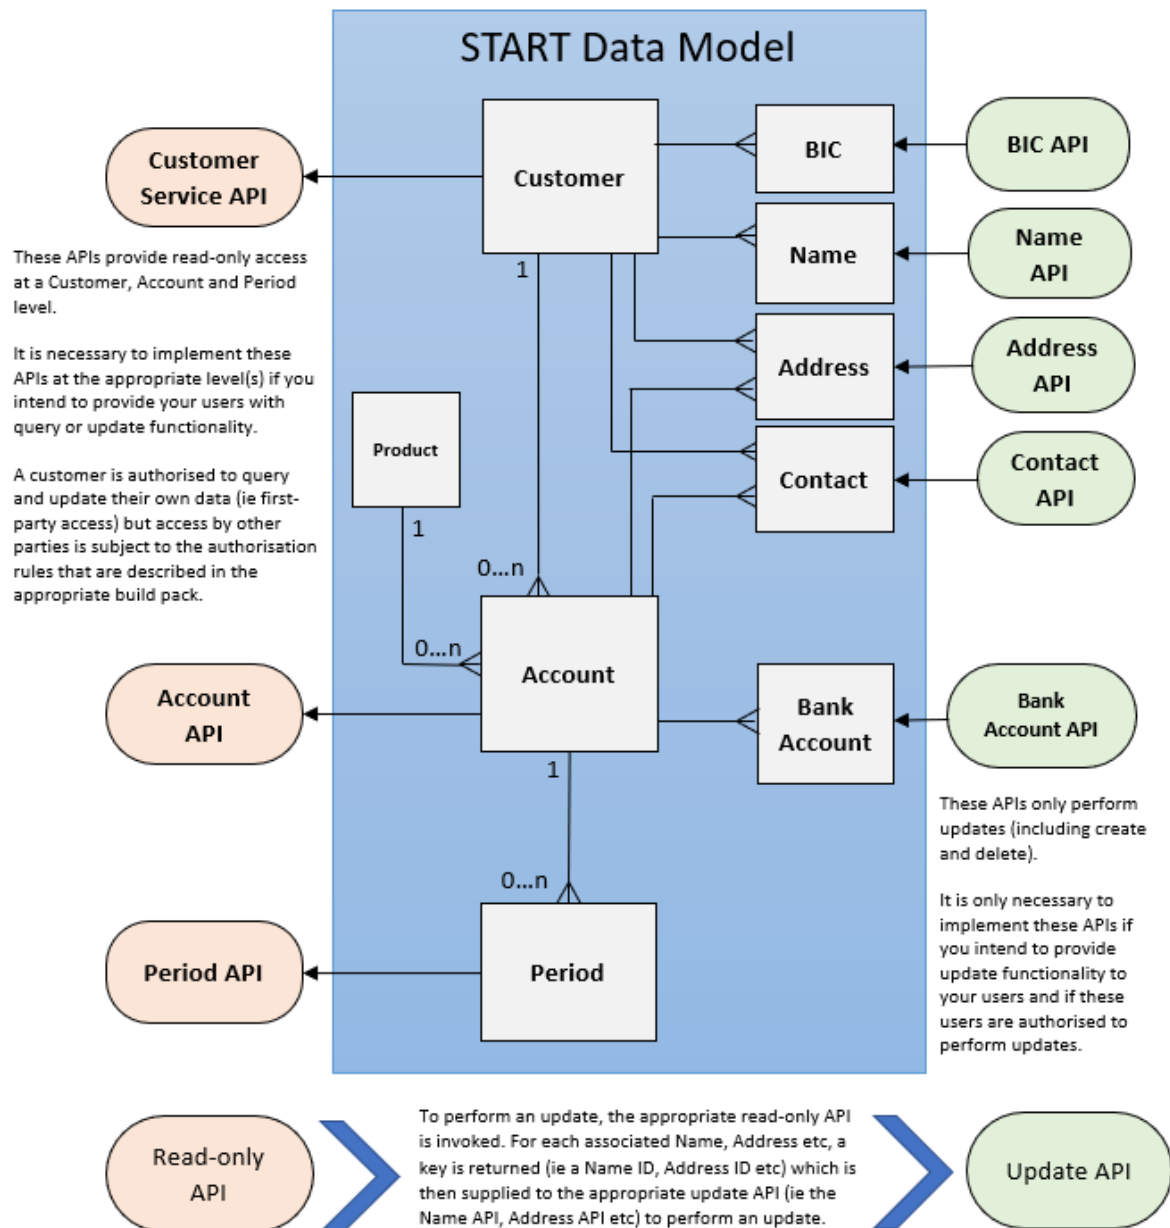 START Data Model
Customer
Service API
Customer
BIC
BIC API
Name
Name
API
1
These APIs provide read-only access
at a Customer, Account and Period
level.
It is necessary to implement these
APIs at the appropriate level(s) if you
intend to provide your users with
query or update functionality.
A customer is authorised to query
and update their own data (ie first-
party access) but access by other
parties is subject to the authorisation
rules that are described in the
appropriate build pack.
Address
Address
API
Product
1
Contact
Contact
API
0...n
0...n
Account
API
Account
1
Bank
Account
Bank
Account API
These APIs only perform
updates (including create
and delete).
It is only necessary to
implement these APIs if
you intend to provide
update functionality to
your users and if these
users are authorised to
perform updates.
0...n
Period API
Period
Read-only
API
To perform an update, the appropriate read-only API
is invoked. For each associated Name, Address etc, a
key is returned (ie a Name ID, Address ID etc) which is
then supplied to the appropriate update API (ie the
Name API, Address API etc) to perform an update.
Update API